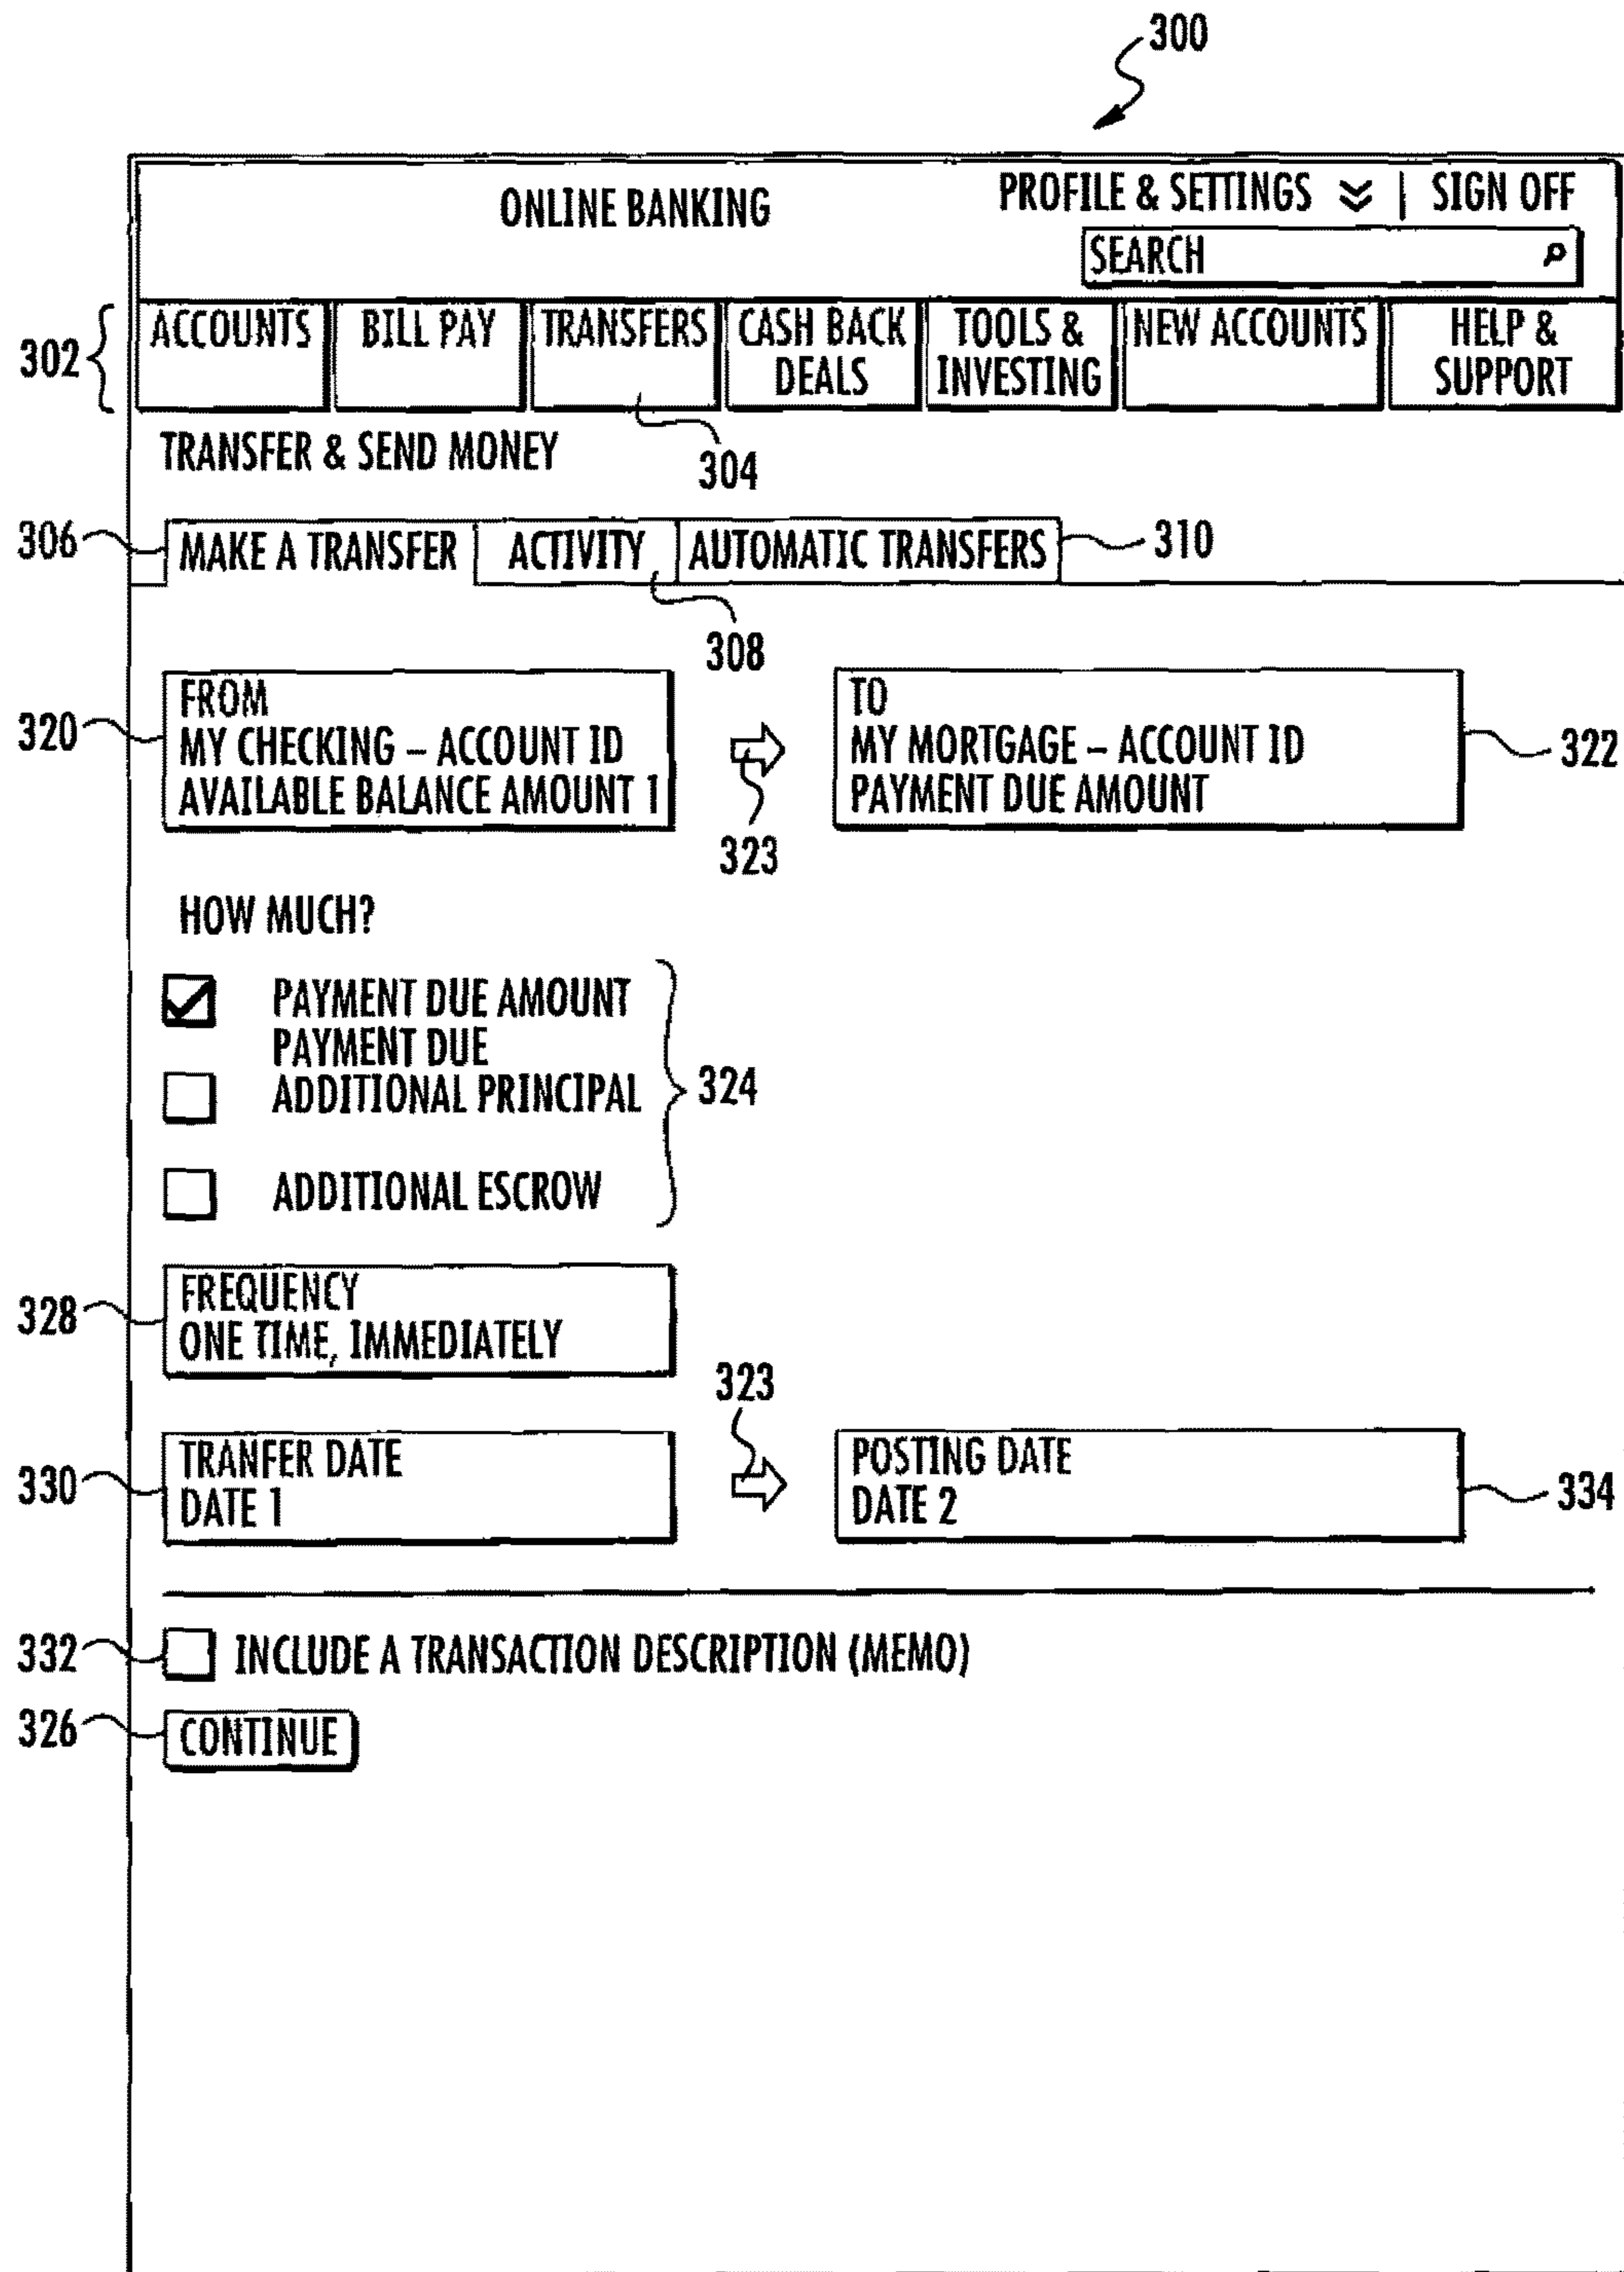 300
ONLINE BANKING
PROFILE & SETTINGS | SIGN OFF
SEARCH
302
ACCOUNTS
BILL PAY
TRANSFERS
CASH BACK
DEALS
TOOLS &
INVESTING
NEW ACCOUNTS
HELP &
SUPPORT
TRANSFER & SEND MONEY
304
306
MAKE A TRANSFER
ACTIVITY
AUTOMATIC TRANSFERS
310
308
320
FROM
MY CHECKING – ACCOUNT ID
AVAILABLE BALANCE AMOUNT 1
323
TO
MY MORTGAGE – ACCOUNT ID
PAYMENT DUE AMOUNT
322
HOW MUCH?
PAYMENT DUE AMOUNT
PAYMENT DUE
ADDITIONAL PRINCIPAL
ADDITIONAL ESCROW
324
328
FREQUENCY
ONE TIME, IMMEDIATELY
323
330
TRANFER DATE
DATE 1
POSTING DATE
DATE 2
334
332
INCLUDE A TRANSACTION DESCRIPTION (MEMO)
326
CONTINUE